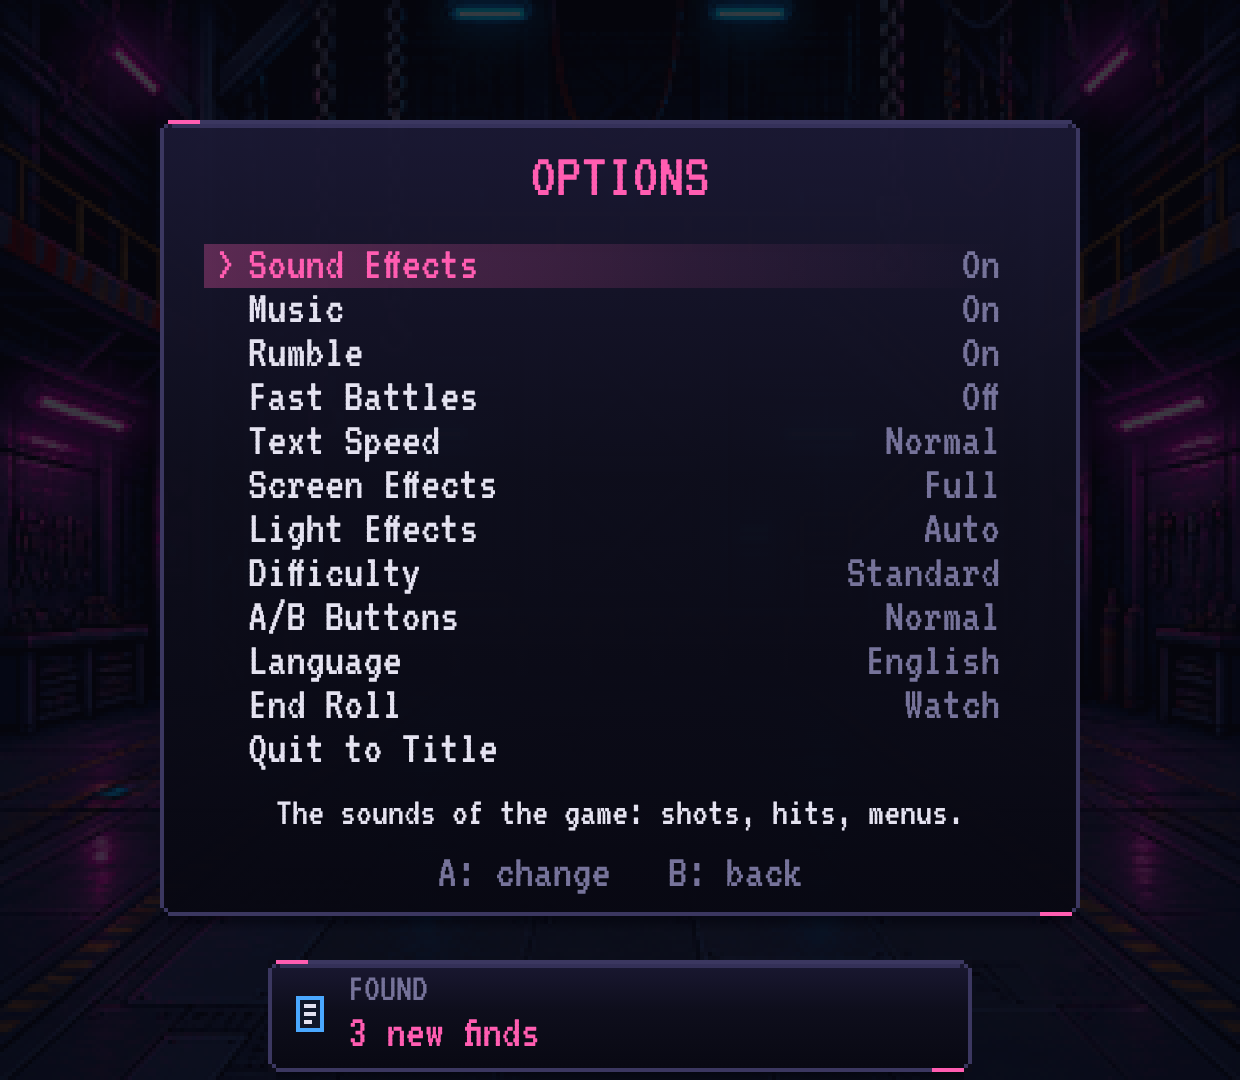 OPTIONS
> Sound Effects On
Music On
Rumble On
Fast Battles Off
Text Speed Normal
Screen Effects Full
Light Effects Auto
Difficulty Standard
A/B Buttons Normal
Language English
End Roll Watch
Quit to Title
The sounds of the game: shots, hits, menus.
A: change B: back
FOUND
3 new finds